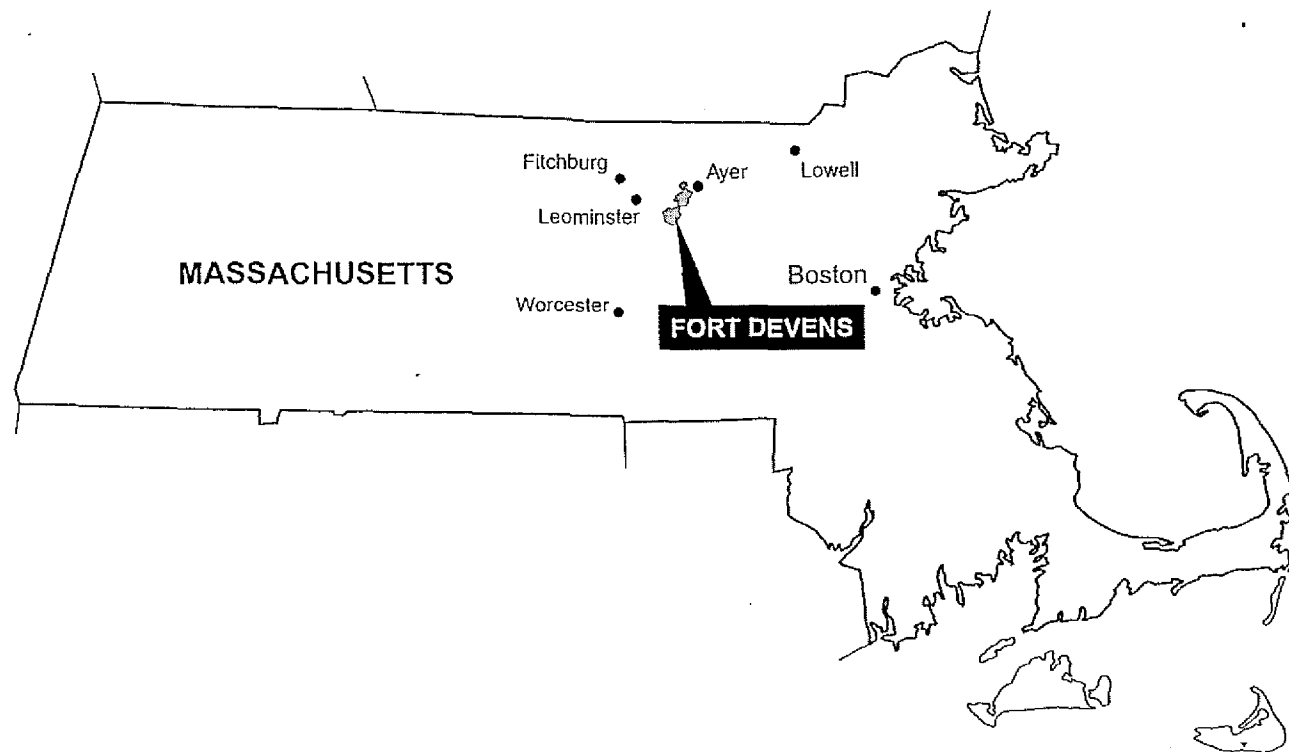 Fitchburg
Ayer
Lowell
Leominster
MASSACHUSETTS
Boston
Worcester
FORT DEVENS